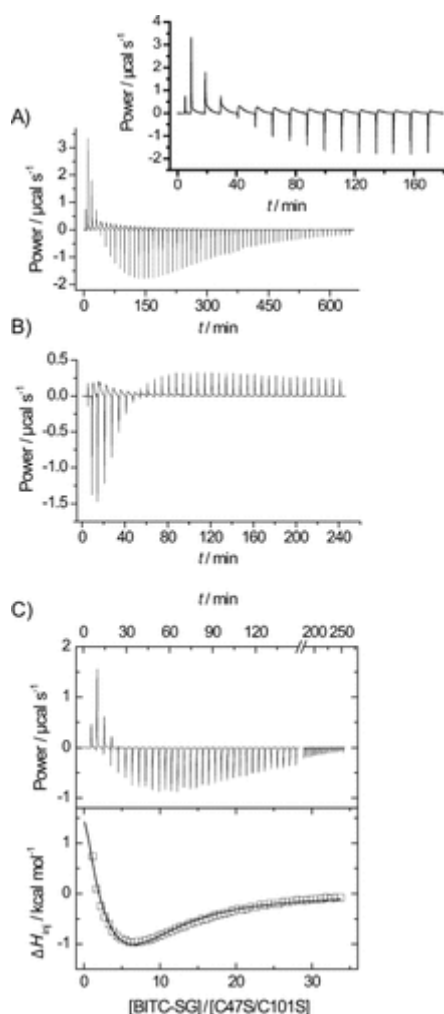 4
3
2
1
0
-1
-2
Power / µcal s⁻¹
0 40 80 120 160
t / min
A)
3
2
1
0
-1
-2
Power / µcal s⁻¹
0 150 300 450 600
t / min
B)
0.5
0.0
-0.5
-1.0
-1.5
Power / µcal s⁻¹
0 40 80 120 160 200 240
t / min
C)
t / min
0 30 60 90 120 200 250
2
1
0
-1
Power / µcal s⁻¹
1
0
-1
ΔH inj / kcal mol⁻¹
0 10 20 30
[BITC-SG]/[C47S/C101S]